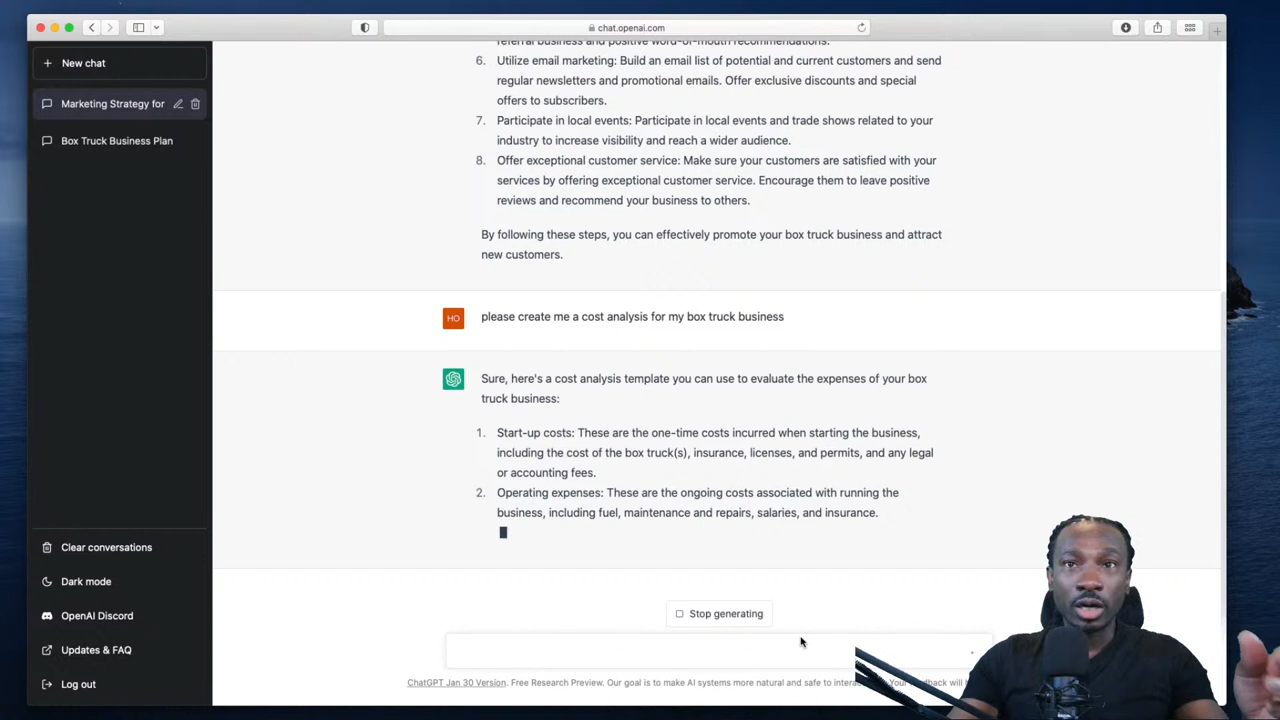 chat.openai.com
New chat
Marketing Strategy for
Box Truck Business Plan
Clear conversations
Dark mode
OpenAI Discord
Updates & FAQ
Log out
referral business and positive word-of-mouth recommendations.
6. Utilize email marketing: Build an email list of potential and current customers and send
regular newsletters and promotional emails. Offer exclusive discounts and special
offers to subscribers.
7. Participate in local events: Participate in local events and trade shows related to your
industry to increase visibility and reach a wider audience.
8. Offer exceptional customer service: Make sure your customers are satisfied with your
services by offering exceptional customer service. Encourage them to leave positive
reviews and recommend your business to others.
By following these steps, you can effectively promote your box truck business and attract
new customers.
HO
please create me a cost analysis for my box truck business
Sure, here's a cost analysis template you can use to evaluate the expenses of your box
truck business:
1. Start-up costs: These are the one-time costs incurred when starting the business,
including the cost of the box truck(s), insurance, licenses, and permits, and any legal
or accounting fees.
2. Operating expenses: These are the ongoing costs associated with running the
business, including fuel, maintenance and repairs, salaries, and insurance.
Stop generating
ChatGPT Jan 30 Version. Free Research Preview. Our goal is to make AI systems more natural and safe to Your feedback will